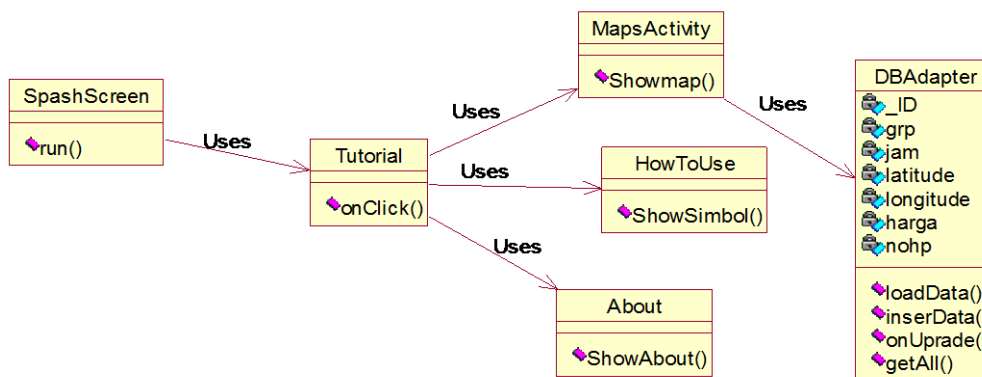 SpashScreen
run()
Uses
Tutorial
onClick()
Uses
MapsActivity
Showmap()
Uses
HowToUse
ShowSimbol()
Uses
About
ShowAbout()
Uses
DBAdapter
_ID
grp
jam
latitude
longitude
harga
nohp
loadData()
inserData(
onUprade(
getAll()